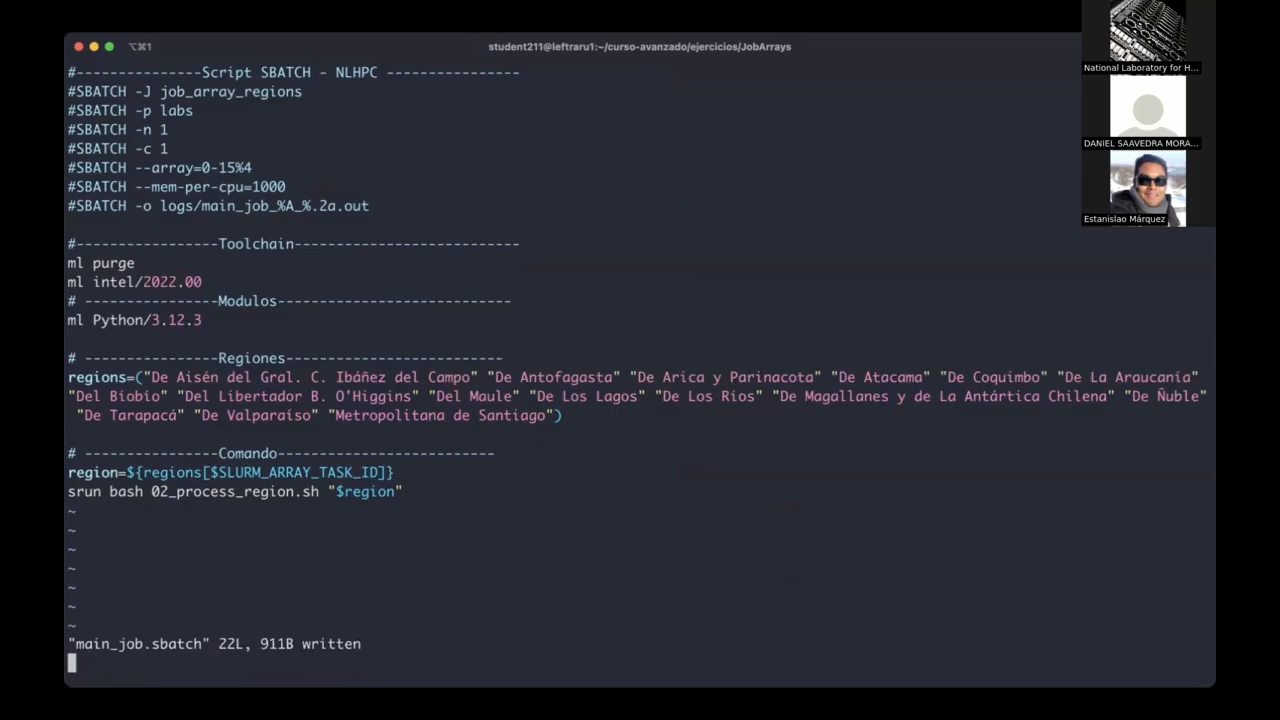 ⌥⌘1
student211@leftraru1:~/curso-avanzado/ejercicios/JobArrays
#---------------Script SBATCH - NLHPC ----------------
#SBATCH -J job_array_regions
#SBATCH -p labs
#SBATCH -n 1
#SBATCH -c 1
#SBATCH --array=0-15%4
#SBATCH --mem-per-cpu=1000
#SBATCH -o logs/main_job_%A_%.2a.out
#-----------------Toolchain---------------------------
ml purge
ml intel/2022.00
# ----------------Modulos----------------------------
ml Python/3.12.3
# ----------------Regiones--------------------------
regions=("De Aisén del Gral. C. Ibáñez del Campo" "De Antofagasta" "De Arica y Parinacota" "De Atacama" "De Coquimbo" "De La Araucanía"
"Del Biobío" "Del Libertador B. O'Higgins" "Del Maule" "De Los Lagos" "De Los Ríos" "De Magallanes y de La Antártica Chilena" "De Ñuble"
"De Tarapacá" "De Valparaíso" "Metropolitana de Santiago")
# ----------------Comando--------------------------
region=${regions[$SLURM_ARRAY_TASK_ID]}
srun bash 02_process_region.sh "$region"
~
~
~
~
~
~
~
"main_job.sbatch" 22L, 911B written
National Laboratory for H...
DANIEL SAAVEDRA MORA...
Estanislao Márquez